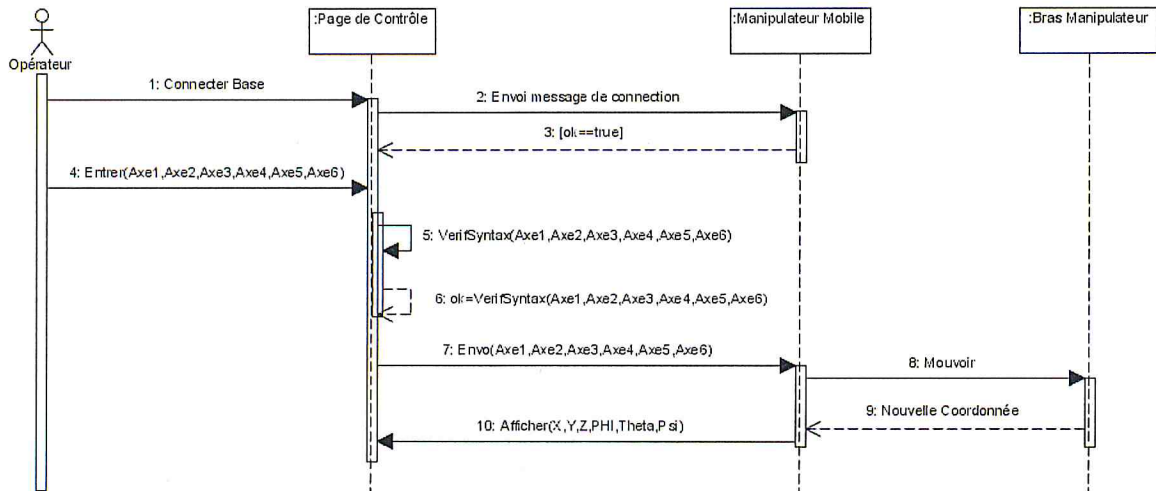 :Page de Contrôle
:Manipulateur Mobile
:Bras Manipulateur
Opérateur
1: Connecter Base
2: Envoi message de connection
3: [ok==true]
4: Entrer(Axe1,Axe2,Axe3,Axe4,Axe5,Axe6)
5: VerifSyntax(Axe1,Axe2,Axe3,Axe4,Axe5,Axe6)
6: ok=VerifSyntax(Axe1,Axe2,Axe3,Axe4,Axe5,Axe6)
7: Envo(Axe1,Axe2,Axe3,Axe4,Axe5,Axe6)
8: Mouvoir
9: Nouvelle Coordonnée
10: Afficher(X,Y,Z,PHI,Theta,Psi)